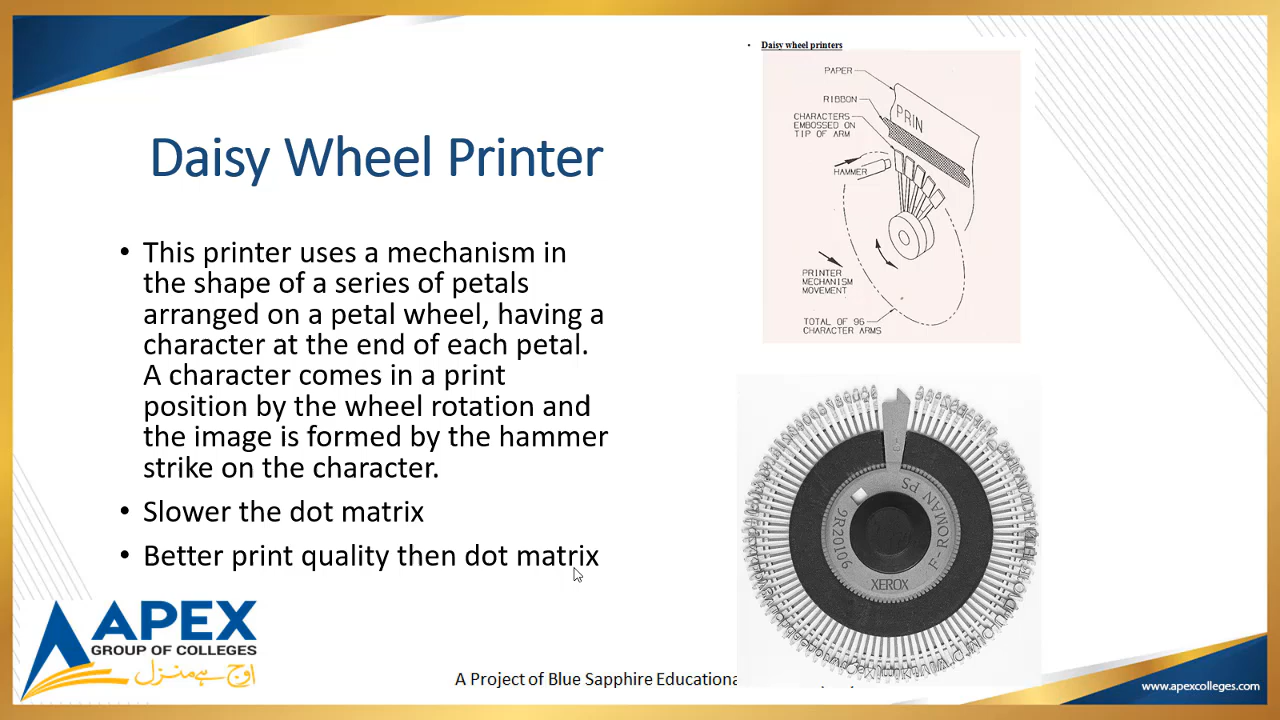 Daisy Wheel Printer
• This printer uses a mechanism in
the shape of a series of petals
arranged on a petal wheel, having a
character at the end of each petal.
A character comes in a print
position by the wheel rotation and
the image is formed by the hammer
strike on the character.
• Slower the dot matrix
• Better print quality then dot matrix
• Daisy wheel printers
PAPER
RIBBON
CHARACTERS
EMBOSSED ON
TIP OF ARM
PRIN
HAMMER
PRINTER
MECHANISM
MOVEMENT
TOTAL OF 96
CHARACTER ARMS
9R20109
F-ROMAN PS
XEROX
APEX
GROUP OF COLLEGES
اوج ہے منزل
A Project of Blue Sapphire Educationa
www.apexcolleges.com